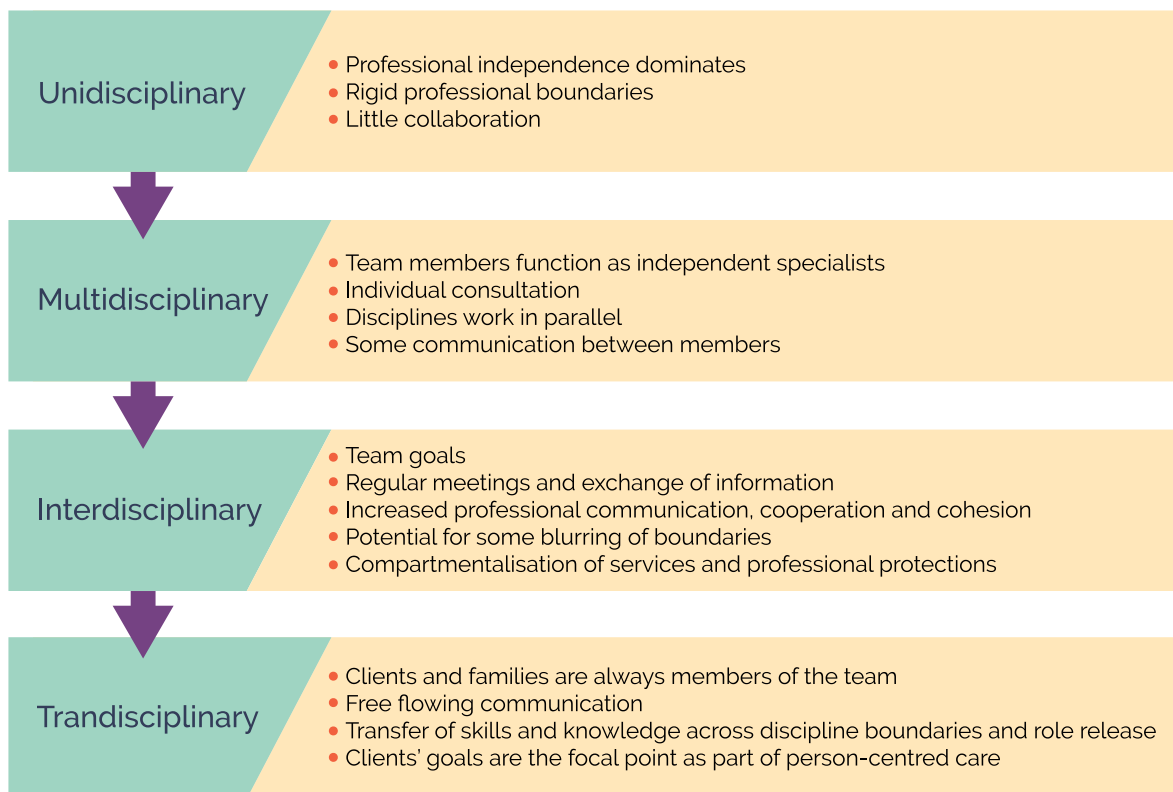 Unidisciplinary
• Professional independence dominates
• Rigid professional boundaries
• Little collaboration
Multidisciplinary
• Team members function as independent specialists
• Individual consultation
• Disciplines work in parallel
• Some communication between members
Interdisciplinary
• Team goals
• Regular meetings and exchange of information
• Increased professional communication, cooperation and cohesion
• Potential for some blurring of boundaries
• Compartmentalisation of services and professional protections
Trandisciplinary
• Clients and families are always members of the team
• Free flowing communication
• Transfer of skills and knowledge across discipline boundaries and role release
• Clients’ goals are the focal point as part of person-centred care